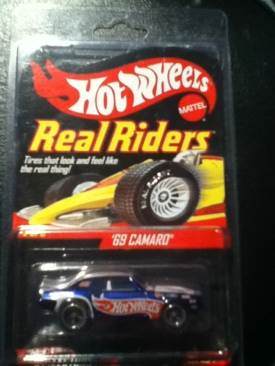 Hot Wheels
MATTEL
Real Riders
Tires that look and feel like
the real thing!
'69 CAMARO
Hot Wheels